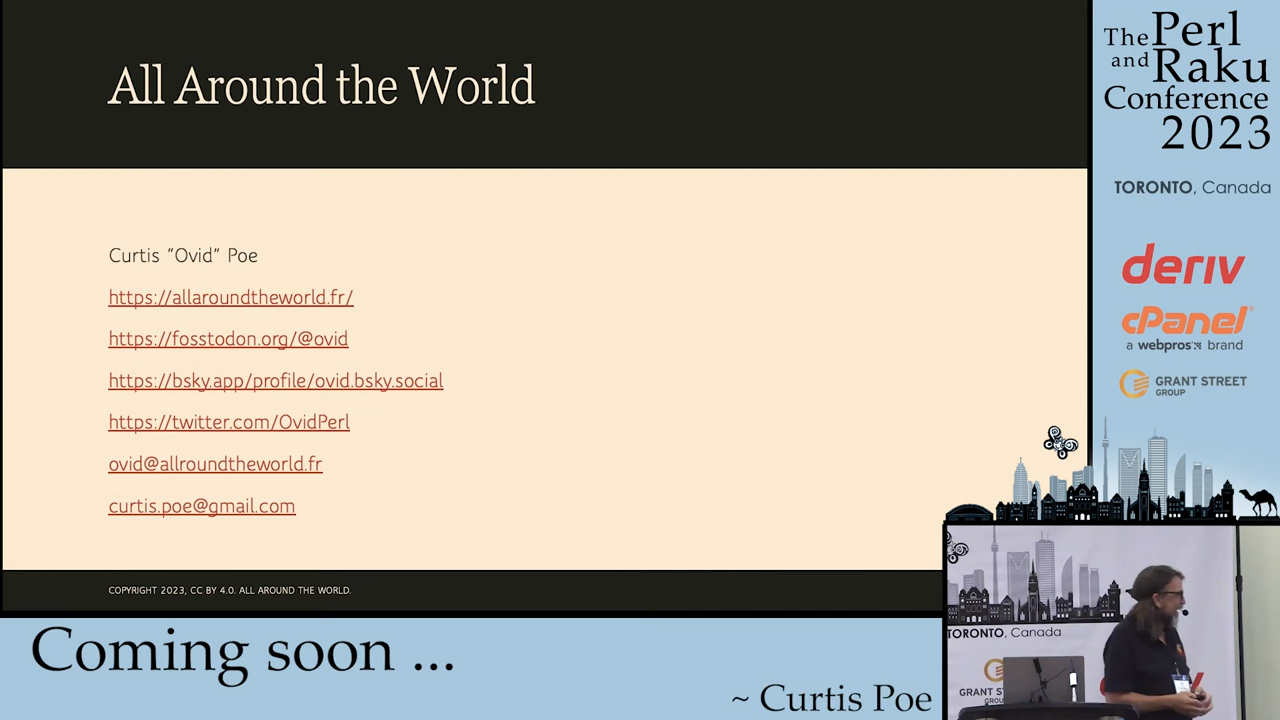 All Around the World
Curtis “Ovid” Poe
https://allaroundtheworld.fr/
https://fosstodon.org/@ovid
https://bsky.app/profile/ovid.bsky.social
https://twitter.com/OvidPerl
ovid@allroundtheworld.fr
curtis.poe@gmail.com
COPYRIGHT 2023, CC BY 4.0. ALL AROUND THE WORLD.
Coming soon ...
~ Curtis Poe
The Perl
and Raku
Conference
2023
TORONTO, Canada
deriv
cPanel®
a webpros brand
GRANT STREET
GROUP
TORONTO, Canada
GRANT
GROUP